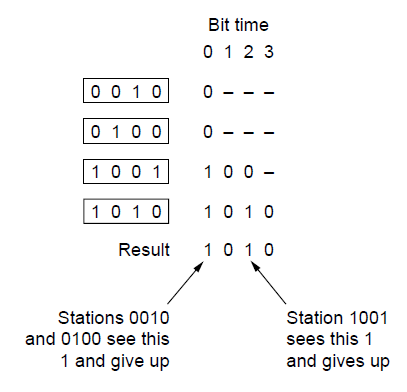 Bit time
0 1 2 3
0 0 1 0 0 – – –
0 1 0 0 0 – – –
1 0 0 1 1 0 0 –
1 0 1 0 1 0 1 0
Result 1 0 1 0
Stations 0010
and 0100 see this
1 and give up
Station 1001
sees this 1
and gives up